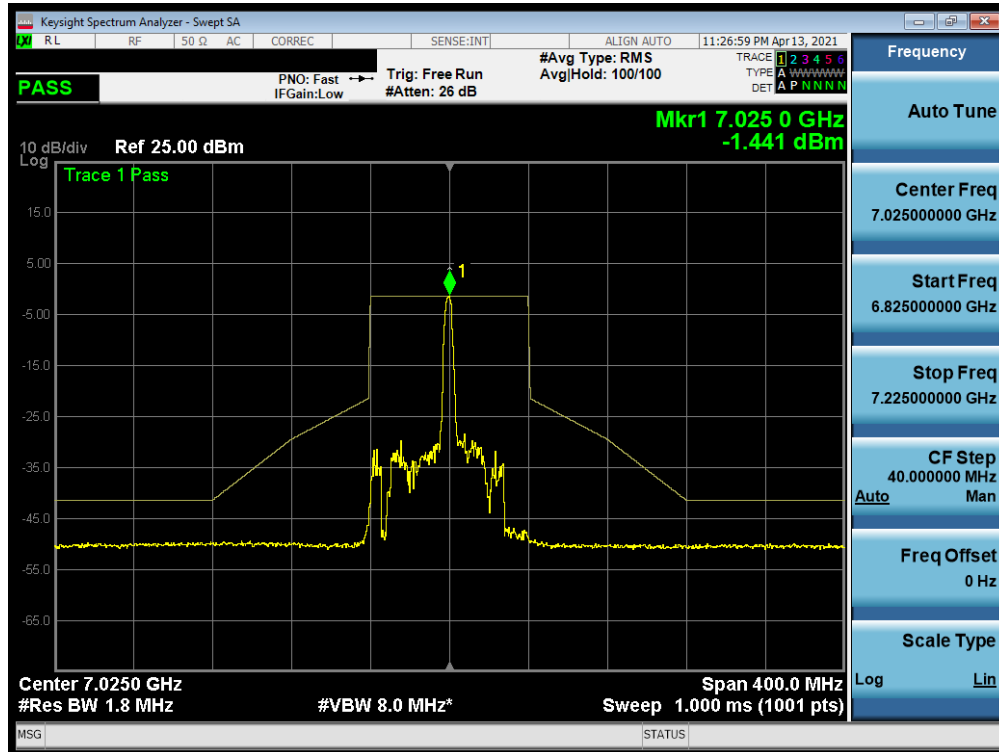 Keysight Spectrum Analyzer - Swept SA
LXI RL RF 50 Ω AC CORREC SENSE:INT ALIGN AUTO 11:26:59 PM Apr 13, 2021
PASS
PNO: Fast
IFGain:Low
Trig: Free Run
#Atten: 26 dB
#Avg Type: RMS
Avg|Hold: 100/100
TRACE 1 2 3 4 5 6
TYPE A WWWWW
DET A P N N N N
Mkr1 7.025 0 GHz
-1.441 dBm
10 dB/div Ref 25.00 dBm
Log
Trace 1 Pass
15.0
5.00
1
-5.00
-15.0
-25.0
-35.0
-45.0
-55.0
-65.0
Center 7.0250 GHz Span 400.0 MHz
#Res BW 1.8 MHz #VBW 8.0 MHz* Sweep 1.000 ms (1001 pts)
MSG STATUS
Frequency
Auto Tune
Center Freq
7.025000000 GHz
Start Freq
6.825000000 GHz
Stop Freq
7.225000000 GHz
CF Step
40.000000 MHz
Auto Man
Freq Offset
0 Hz
Scale Type
Log Lin